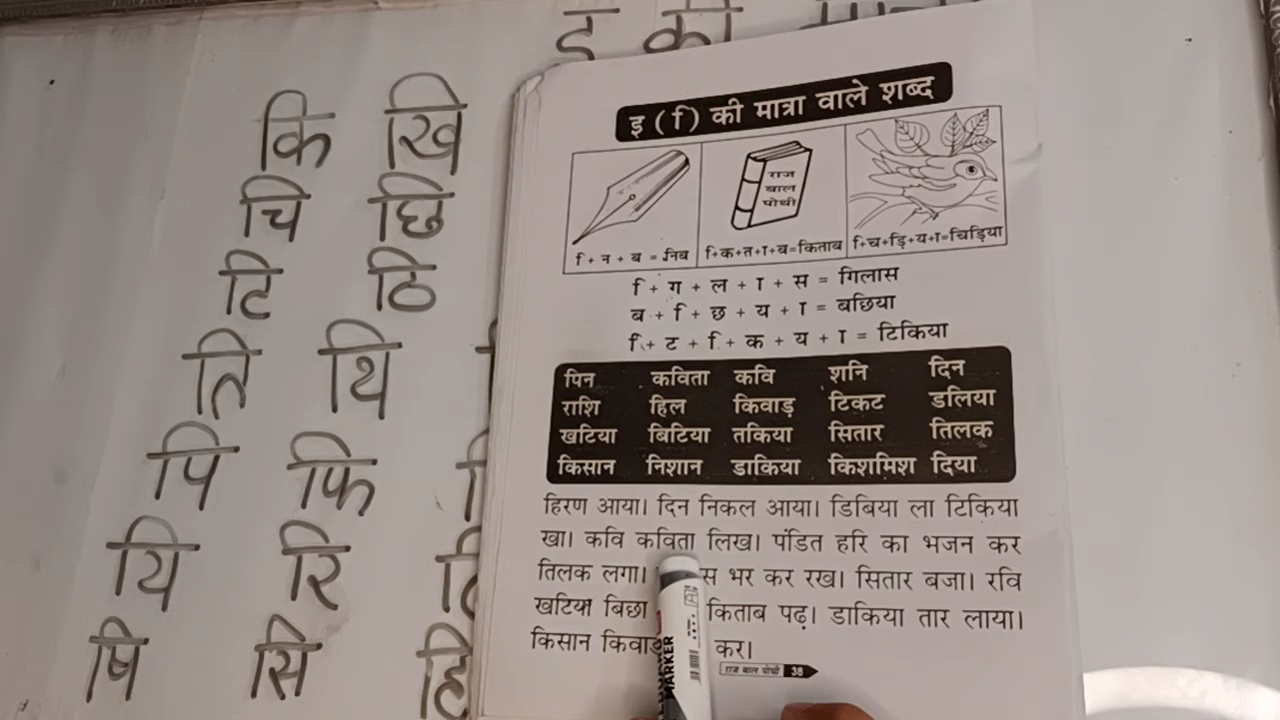 इ की
कि खि
चि छि
टि ठि
ति थि
पि फि
यि रि
षि सि हि
इ (ि) की मात्रा वाले शब्द
राज
बाल
पोथी
ि + न + ब = निब
ि+क+त+ा+ब=किताब
ि+च+ड़ि+य+ा=चिड़िया
ि + ग + ल + ा + स = गिलास
ब + ि + छ + य + ा = बछिया
ि + ट + ि + क + य + ा = टिकिया
पिन कविता कवि शनि दिन
राशि हिल किवाड़ टिकट डलिया
खटिया बिटिया तकिया सितार तिलक
किसान निशान डाकिया किशमिश दिया
हिरण आया। दिन निकल आया। डिबिया ला टिकिया
खा। कवि कविता लिख। पंडित हरि का भजन कर
तिलक लगा। स भर कर रख। सितार बजा। रवि
खटिया बिछा किताब पढ़। डाकिया तार लाया।
किसान किवाड़ कर।
राज बाल पोथी 38
MARKER